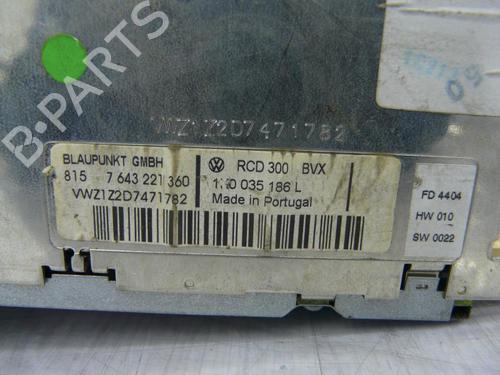 B-PARTS
VWZ1Z2D7471782
BLAUPUNKT GMBH
RCD 300 BVX
815 7 643 221 360
035 186 L
VWZ1Z2D7471782
Made in Portugal
FD 4404
HW 010
SW 0022